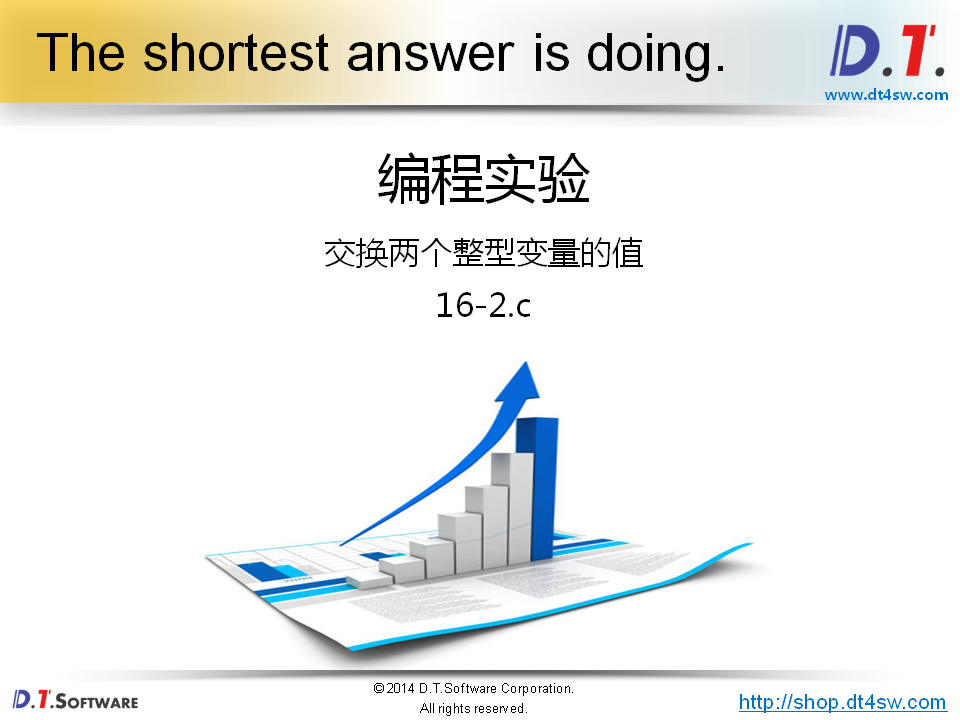 The shortest answer is doing.
D.T.
www.dt4sw.com
编程实验
交换两个整型变量的值
16-2.c
D.T.SOFTWARE
©2014 D.T.Software Corporation.
All rights reserved.
http://shop.dt4sw.com